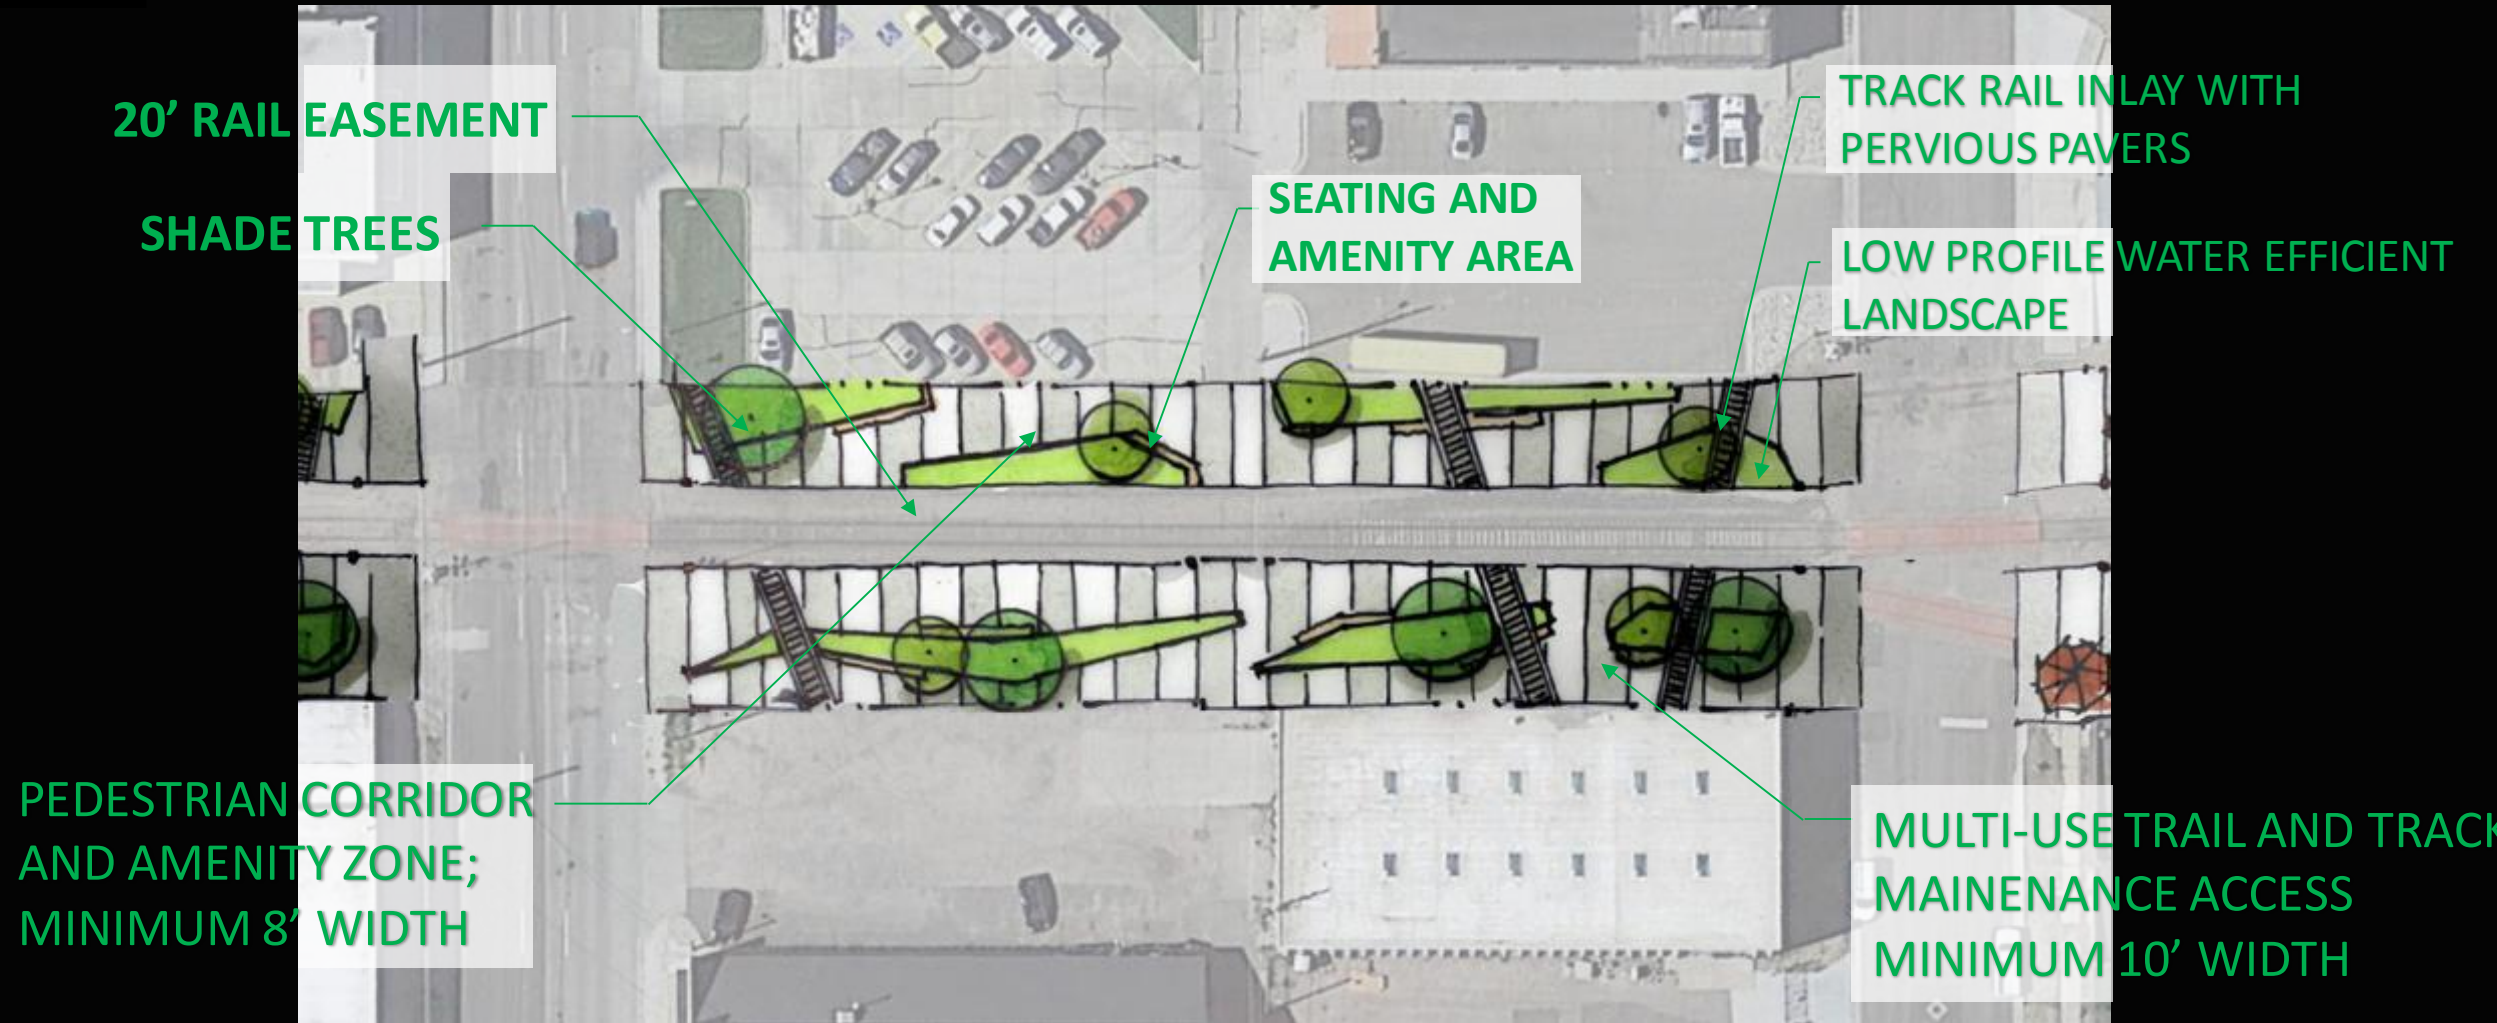 20’ RAIL EASEMENT
SHADE TREES
SEATING AND
AMENITY AREA
TRACK RAIL INLAY WITH
PERVIOUS PAVERS
LOW PROFILE WATER EFFICIENT
LANDSCAPE
PEDESTRIAN CORRIDOR
AND AMENITY ZONE;
MINIMUM 8’ WIDTH
MULTI-USE TRAIL AND TRACK
MAINENANCE ACCESS
MINIMUM 10’ WIDTH